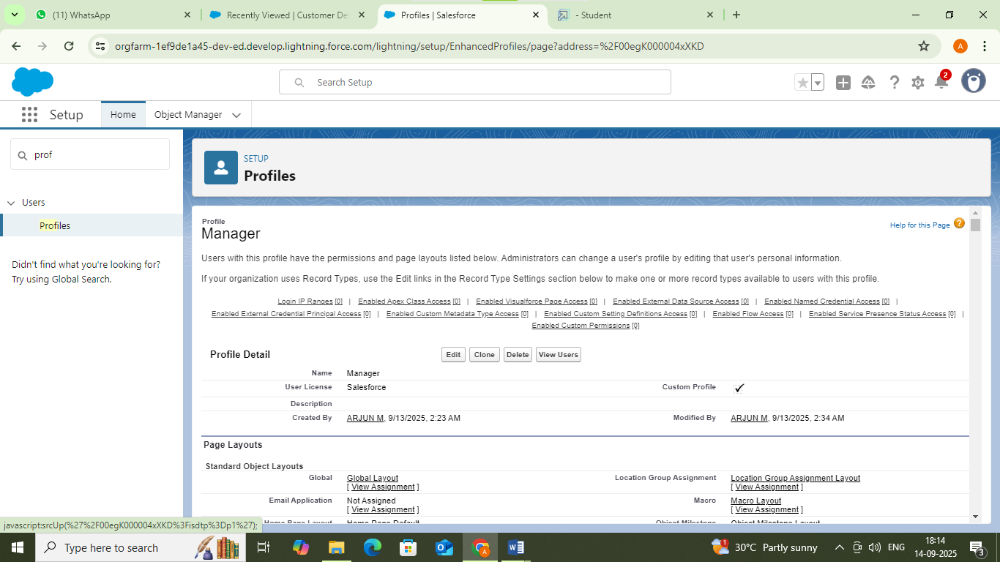 (11) WhatsApp
Recently Viewed | Customer De
Profiles | Salesforce
- Student
orgfarm-1ef9de1a45-dev-ed.develop.lightning.force.com/lightning/setup/EnhancedProfiles/page?address=%2F00egK000004xXKD
A
Search Setup
2
Setup
Home
Object Manager
prof
Users
Profiles
Didn't find what you're looking for?
Try using Global Search.
SETUP
Profiles
Profile
Manager
Help for this Page ?
Users with this profile have the permissions and page layouts listed below. Administrators can change a user's profile by editing that user's personal information.
If your organization uses Record Types, use the Edit links in the Record Type Settings section below to make one or more record types available to users with this profile.
Login IP Ranges [0] | Enabled Apex Class Access [0] | Enabled Visualforce Page Access [0] | Enabled External Data Source Access [0] | Enabled Named Credential Access [0] |
Enabled External Credential Principal Access [0] | Enabled Custom Metadata Type Access [0] | Enabled Custom Setting Definitions Access [0] | Enabled Flow Access [0] | Enabled Service Presence Status Access [0] |
Enabled Custom Permissions [0]
Profile Detail Edit Clone Delete View Users
Name Manager
User License Salesforce Custom Profile ✓
Description
Created By ARJUN M, 9/13/2025, 2:23 AM Modified By ARJUN M, 9/13/2025, 2:34 AM
Page Layouts
Standard Object Layouts
Global Global Layout Location Group Assignment Location Group Assignment Layout
[ View Assignment ] [ View Assignment ]
Email Application Not Assigned Macro Macro Layout
[ View Assignment ] [ View Assignment ]
Home Page Layout Home Page Default Object Milestone Object Milestone Layout
javascript:srcUp(%27%2F00egK000004xXKD%3Fisdtp%3Dp1%27);
Type here to search
1
30°C Partly sunny
ENG
18:14
14-09-2025
3